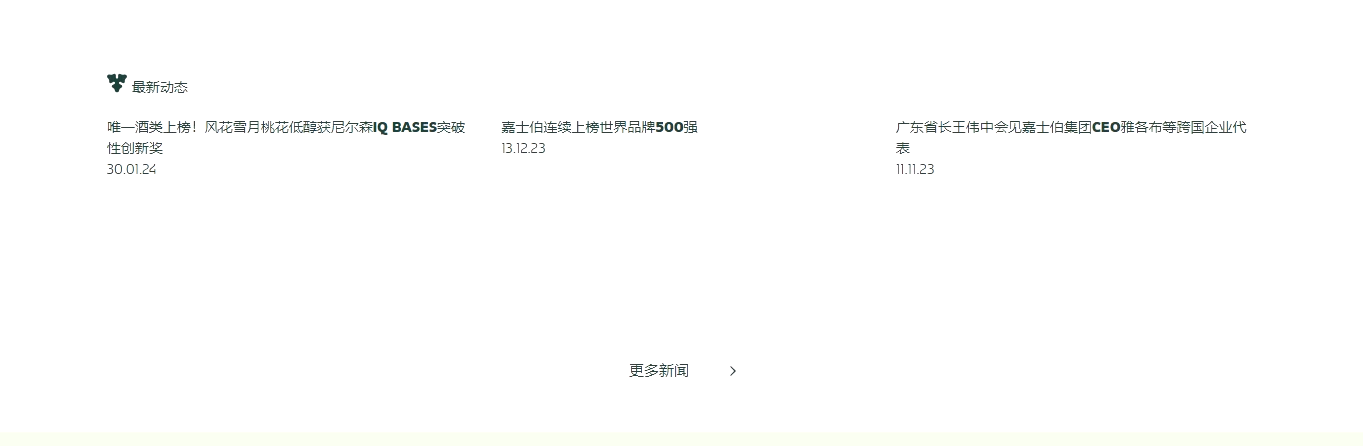 最新动态
唯一酒类上榜！风花雪月桃花低醇获尼尔森IQ BASES突破
性创新奖
30.01.24
嘉士伯连续上榜世界品牌500强
13.12.23
广东省长王伟中会见嘉士伯集团CEO雅各布等跨国企业代
表
11.11.23
更多新闻